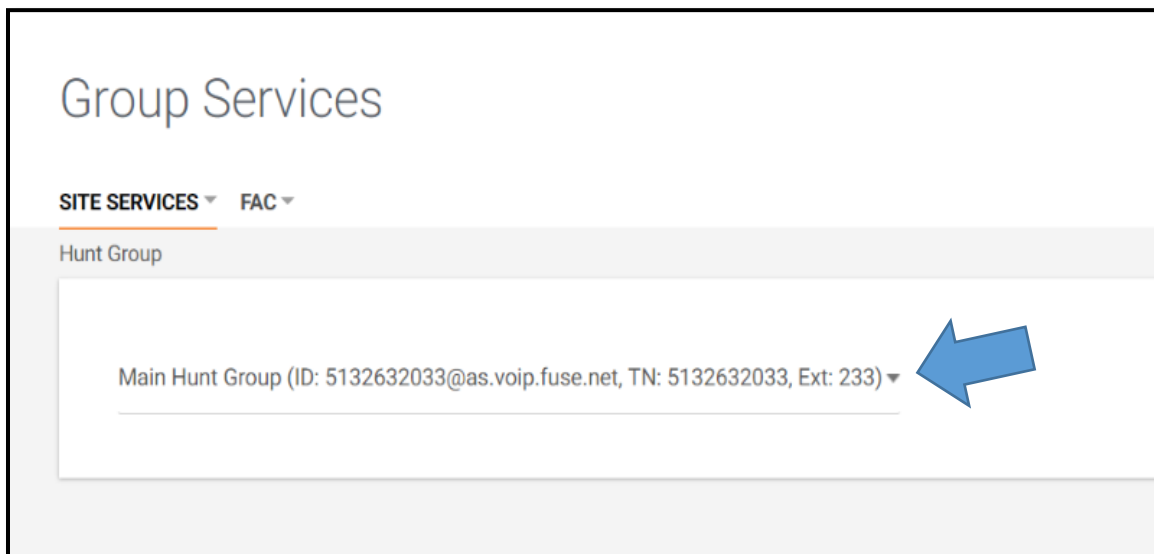 Group Services
SITE SERVICES FAC
Hunt Group
Main Hunt Group (ID: 5132632033@as.voip.fuse.net, TN: 5132632033, Ext: 233)